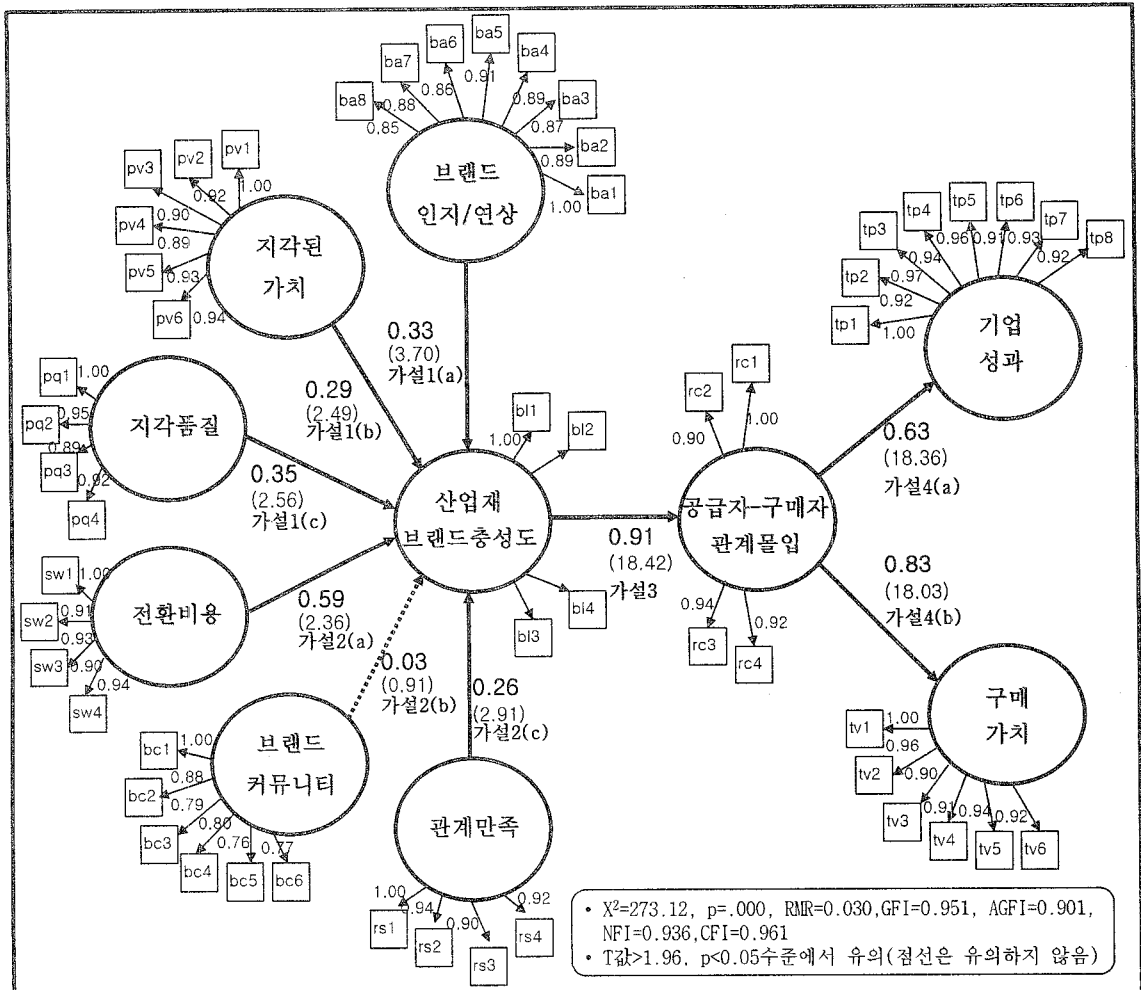 ba8
ba7
ba6
ba5
ba4
ba3
ba2
ba1
0.85
0.88
0.86
0.91
0.89
0.87
0.89
1.00
브랜드
인지/연상
pv1
pv2
pv3
pv4
pv5
pv6
1.00
0.92
0.90
0.89
0.93
0.94
지각된
가치
pq1
pq2
pq3
pq4
1.00
0.95
0.89
0.92
지각품질
sw1
sw2
sw3
sw4
1.00
0.91
0.93
0.90
0.94
전환비용
bc1
bc2
bc3
bc4
bc5
bc6
1.00
0.88
0.79
0.80
0.76
0.77
브랜드
커뮤니티
rs1
rs2
rs3
rs4
1.00
0.94
0.90
0.92
관계만족
0.33
(3.70)
가설1(a)
0.29
(2.49)
가설1(b)
0.35
(2.56)
가설1(c)
0.59
(2.36)
가설2(a)
0.03
(0.91)
가설2(b)
0.26
(2.91)
가설2(c)
bl1
bl2
bl3
bl4
1.00
산업재
브랜드충성도
0.91
(18.42)
가설3
rc1
rc2
rc3
rc4
1.00
0.90
0.94
0.92
공급자-구매자
관계몰입
0.63
(18.36)
가설4(a)
0.83
(18.03)
가설4(b)
tp1
tp2
tp3
tp4
tp5
tp6
tp7
tp8
1.00
0.92
0.97
0.94
0.96
0.91
0.93
0.92
기업
성과
tv1
tv2
tv3
tv4
tv5
tv6
1.00
0.96
0.90
0.91
0.94
0.92
구매
가치
• X²=273.12, p=.000, RMR=0.030,GFI=0.951, AGFI=0.901,
NFI=0.936,CFI=0.961
• T값>1.96, p<0.05수준에서 유의(점선은 유의하지 않음)